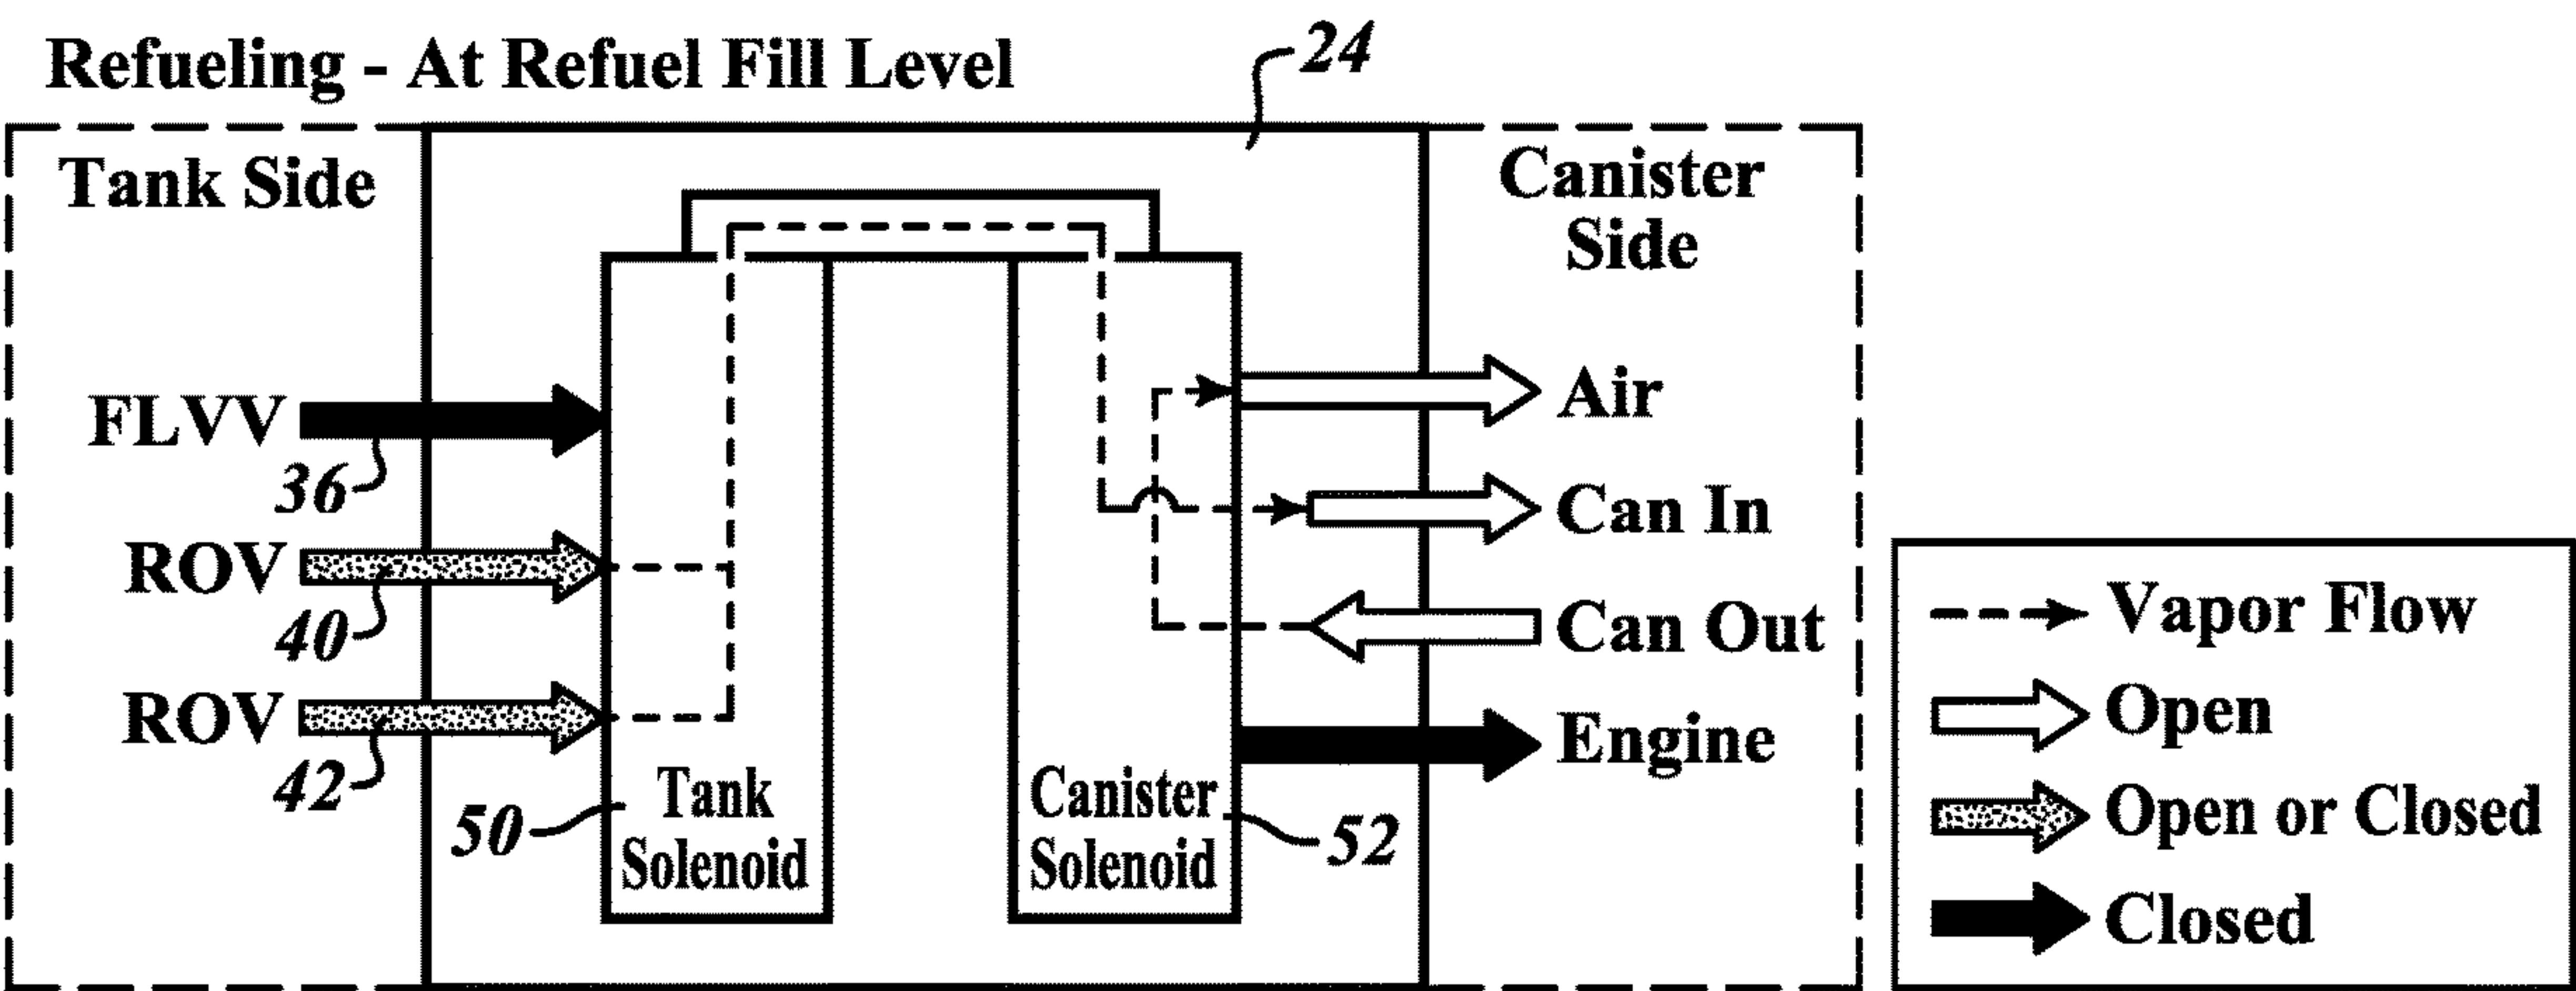 Refueling - At Refuel Fill Level
24
Tank Side
Canister
Side
FLVV
36
ROV
40
ROV
42
50
Tank
Solenoid
Canister
Solenoid
52
Air
Can In
Can Out
Engine
Vapor Flow
Open
Open or Closed
Closed